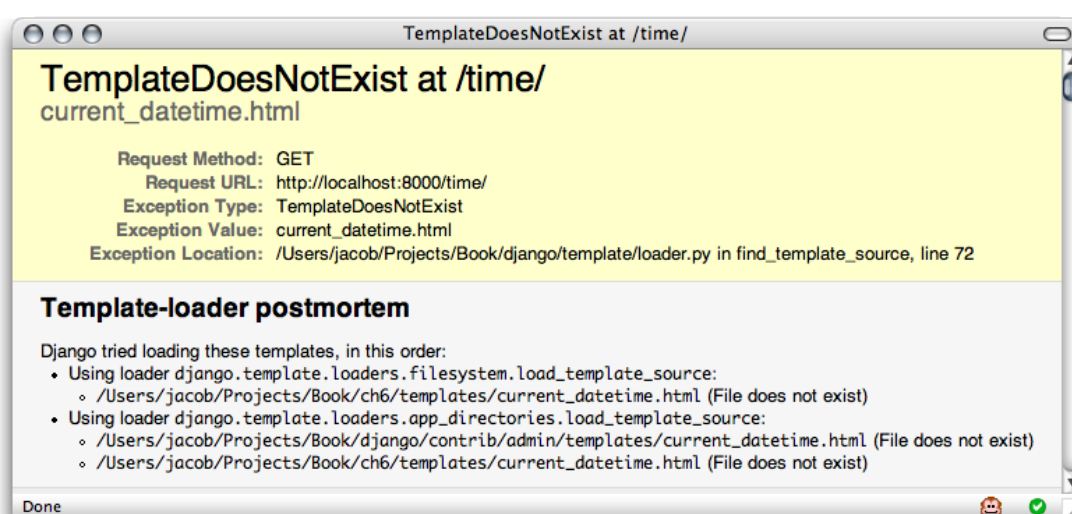 TemplateDoesNotExist at /time/
TemplateDoesNotExist at /time/
current_datetime.html
Request Method: GET
Request URL: http://localhost:8000/time/
Exception Type: TemplateDoesNotExist
Exception Value: current_datetime.html
Exception Location: /Users/jacob/Projects/Book/django/template/loader.py in find_template_source, line 72
Template-loader postmortem
Django tried loading these templates, in this order:
• Using loader django.template.loaders.filesystem.load_template_source:
◦ /Users/jacob/Projects/Book/ch6/templates/current_datetime.html (File does not exist)
• Using loader django.template.loaders.app_directories.load_template_source:
◦ /Users/jacob/Projects/Book/django/contrib/admin/templates/current_datetime.html (File does not exist)
◦ /Users/jacob/Projects/Book/ch6/templates/current_datetime.html (File does not exist)
Done